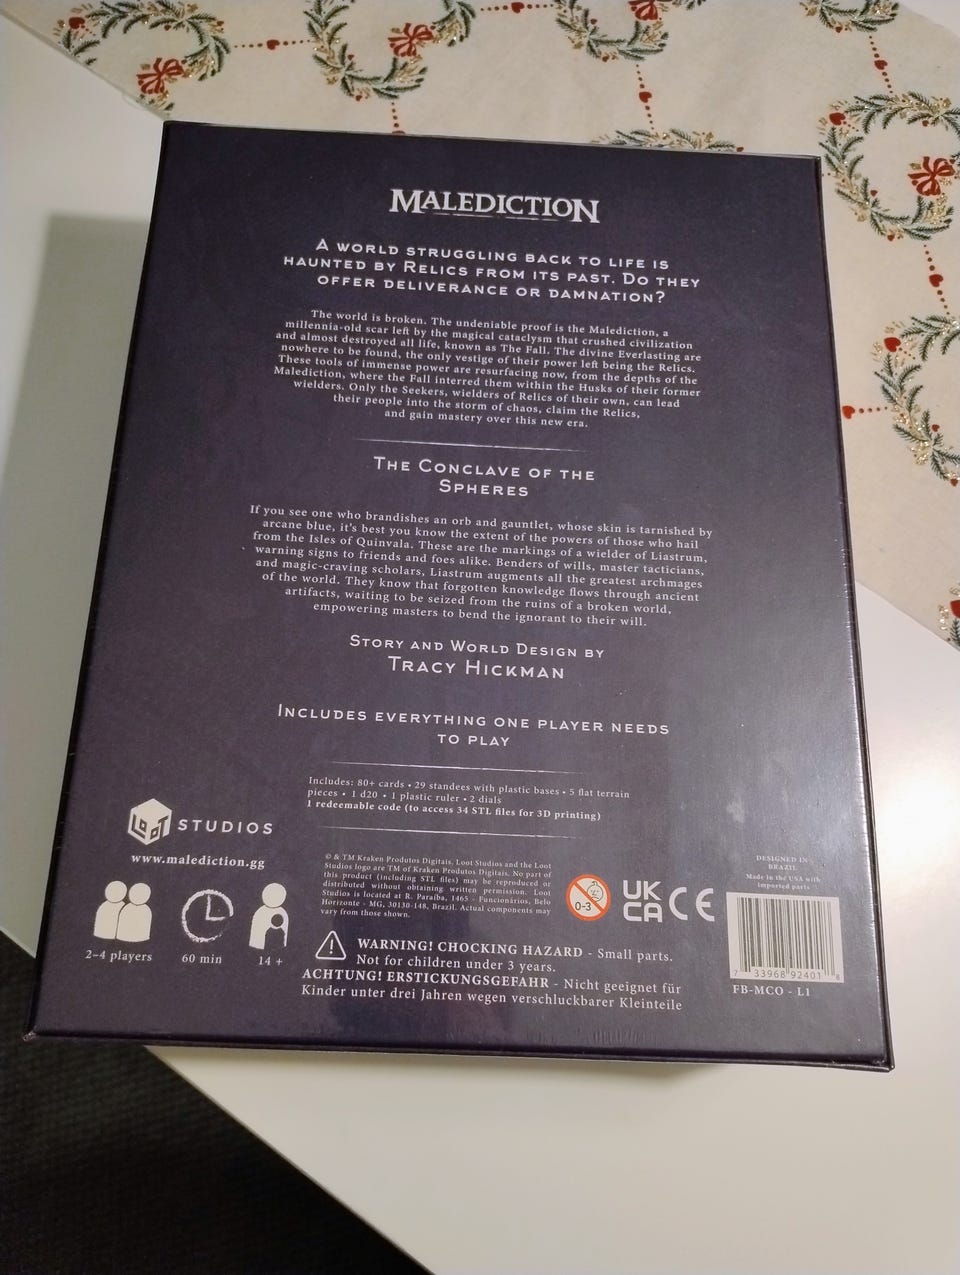 MALEDICTION
A WORLD STRUGGLING BACK TO LIFE IS
HAUNTED BY RELICS FROM ITS PAST. DO THEY
OFFER DELIVERANCE OR DAMNATION?
The world is broken. The undeniable proof is the Malediction, a
millennia-old scar left by the magical cataclysm that crushed civilization
and almost destroyed all life, known as The Fall. The divine Everlasting are
nowhere to be found, the only vestige of their power left being the Relics.
These tools of immense power are resurfacing now, from the depths of the
Malediction, where the Fall interred them within the Husks of their former
wielders. Only the Seekers, wielders of Relics of their own, can lead
their people into the storm of chaos, claim the Relics,
and gain mastery over this new era.
THE CONCLAVE OF THE
SPHERES
If you see one who brandishes an orb and gauntlet, whose skin is tarnished by
arcane blue, it's best you know the extent of the powers of those who hail
from the Isles of Quinvala. These are the markings of a wielder of Liastrum,
warning signs to friends and foes alike. Benders of wills, master tacticians,
and magic-craving scholars, Liastrum augments all the greatest archmages
of the world. They know that forgotten knowledge flows through ancient
artifacts, waiting to be seized from the ruins of a broken world,
empowering masters to bend the ignorant to their will.
STORY AND WORLD DESIGN BY
TRACY HICKMAN
INCLUDES EVERYTHING ONE PLAYER NEEDS
TO PLAY
Includes: 80+ cards • 29 standees with plastic bases • 5 flat terrain
pieces • 1 d20 • 1 plastic ruler • 2 dials
1 redeemable code (to access 34 STL files for 3D printing)
LOOT STUDIOS
www.malediction.gg
2-4 players
60 min
14 +
© & TM Kraken Produtos Digitais. Loot Studios and the Loot
Studios logo are TM of Kraken Produtos Digitais. No part of
this product (including STL files) may be reproduced or
distributed without obtaining written permission. Loot
Studios is located at R. Paraíba, 1465 - Funcionários, Belo
Horizonte - MG, 30130-148, Brazil. Actual components may
vary from those shown.
0-3
UK
CA CE
DESIGNED IN
BRAZIL
Made in the USA with
imported parts
7 33968 92401 8
FB-MCO - L1
WARNING! CHOCKING HAZARD - Small parts.
Not for children under 3 years.
ACHTUNG! ERSTICKUNGSGEFAHR - Nicht geeignet für
Kinder unter drei Jahren wegen verschluckbarer Kleinteile